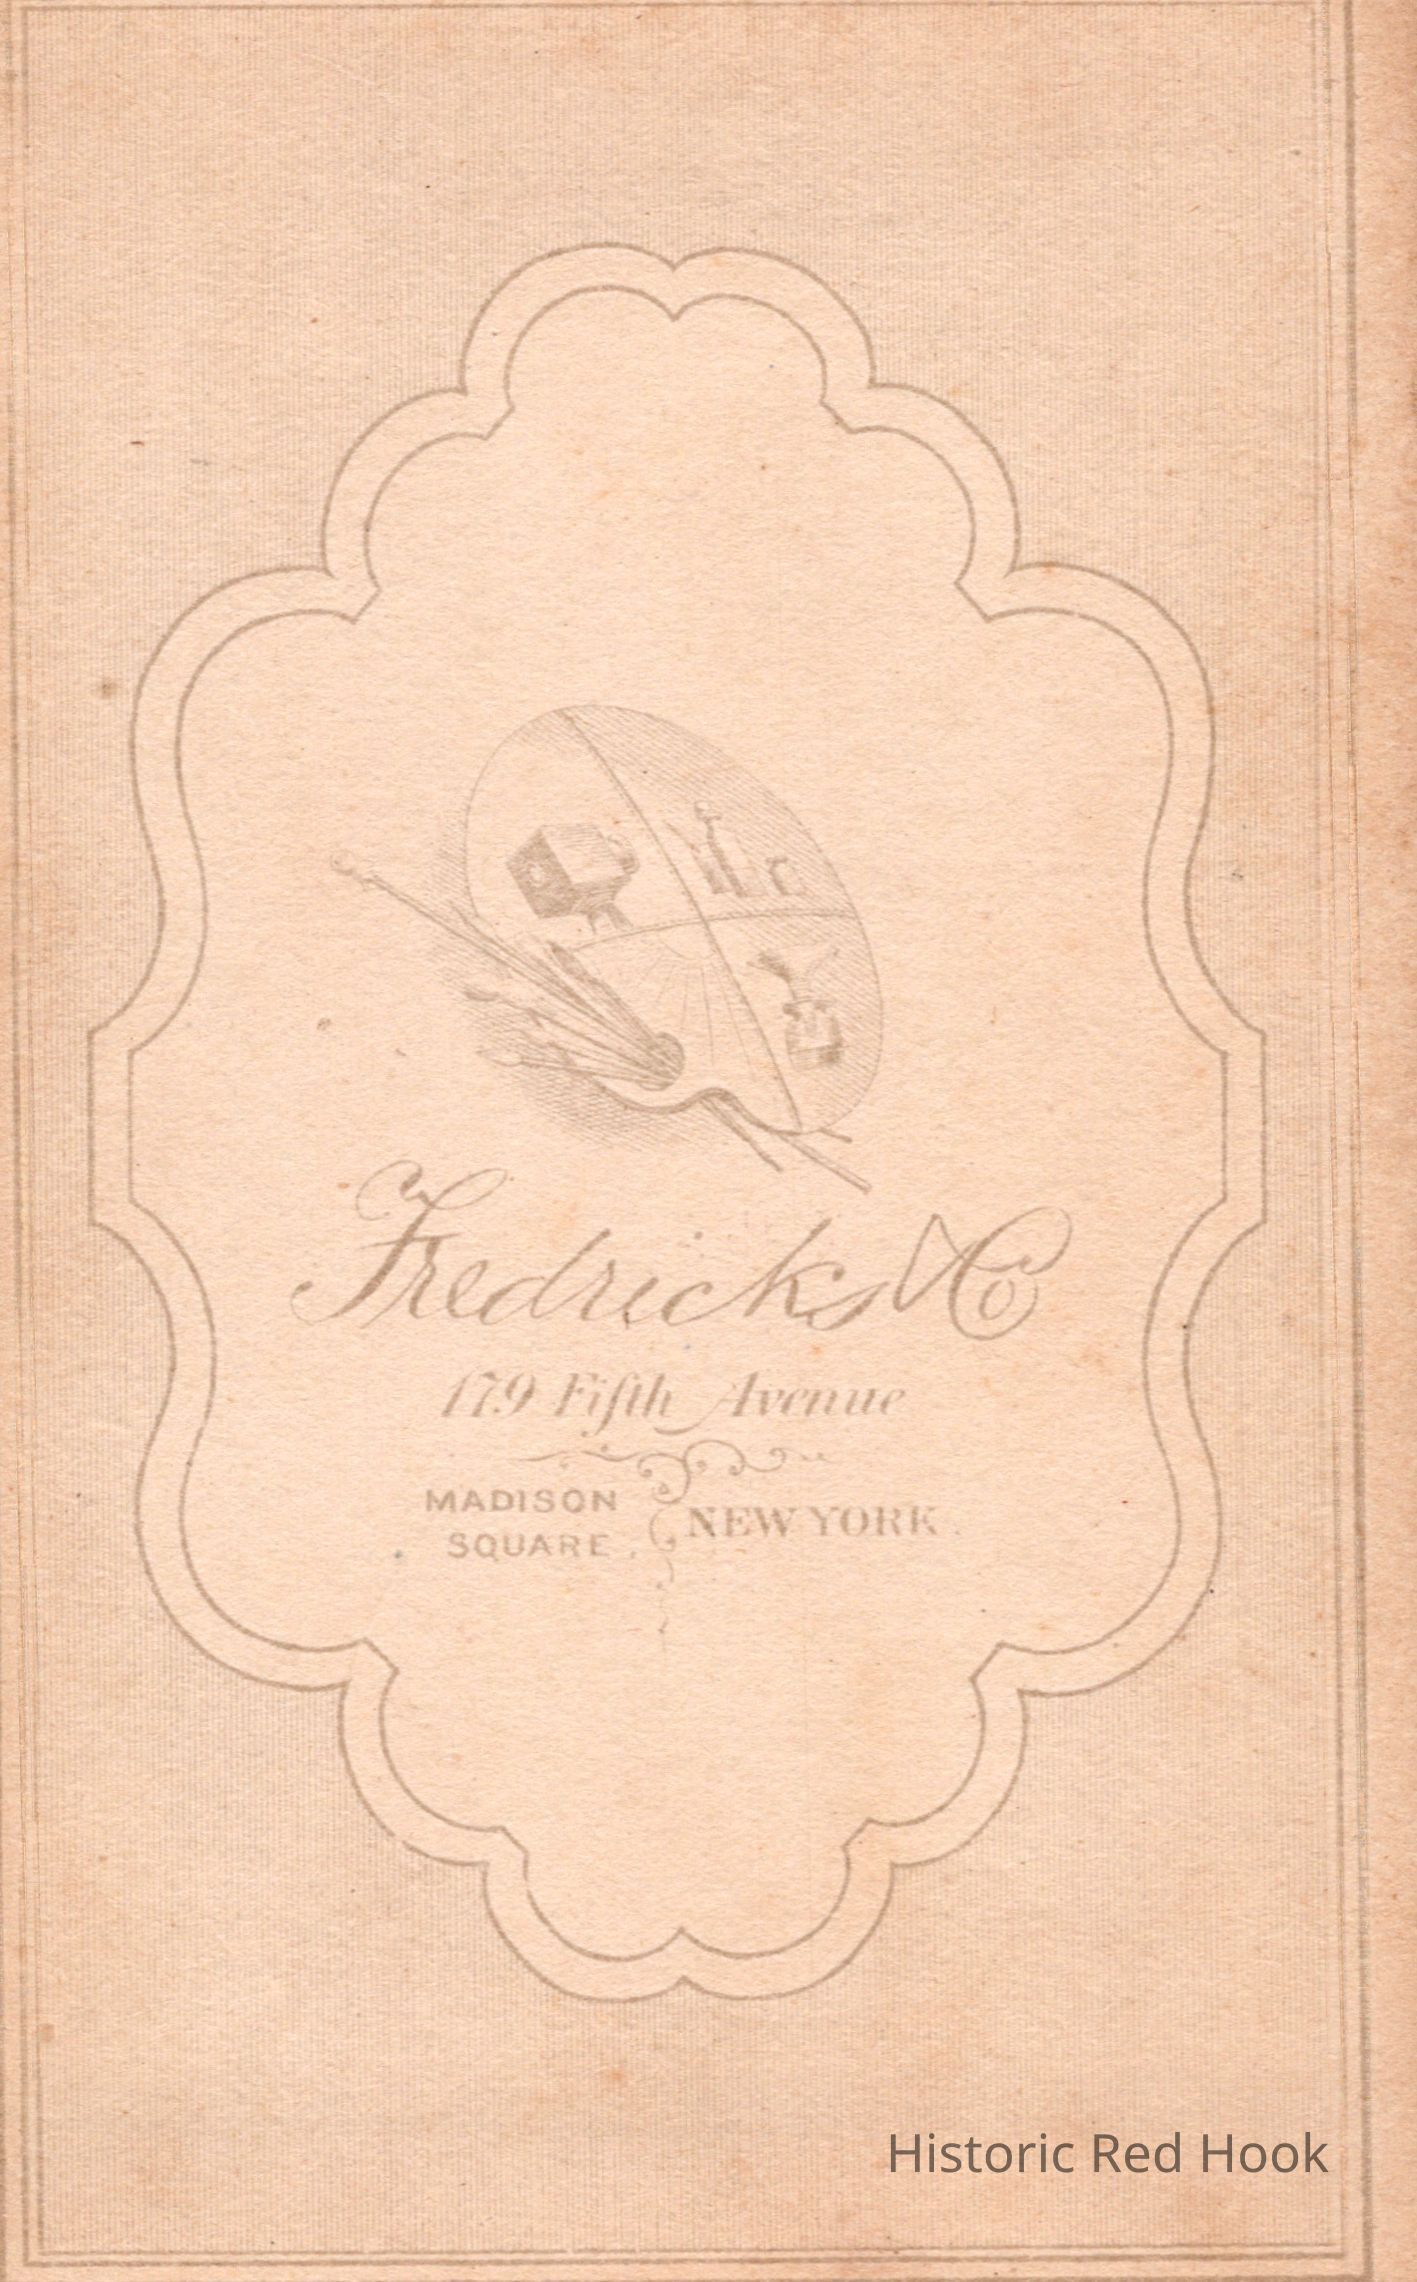 Fredricks & Co
179 Fifth Avenue
MADISON
SQUARE,
NEW YORK.
Historic Red Hook